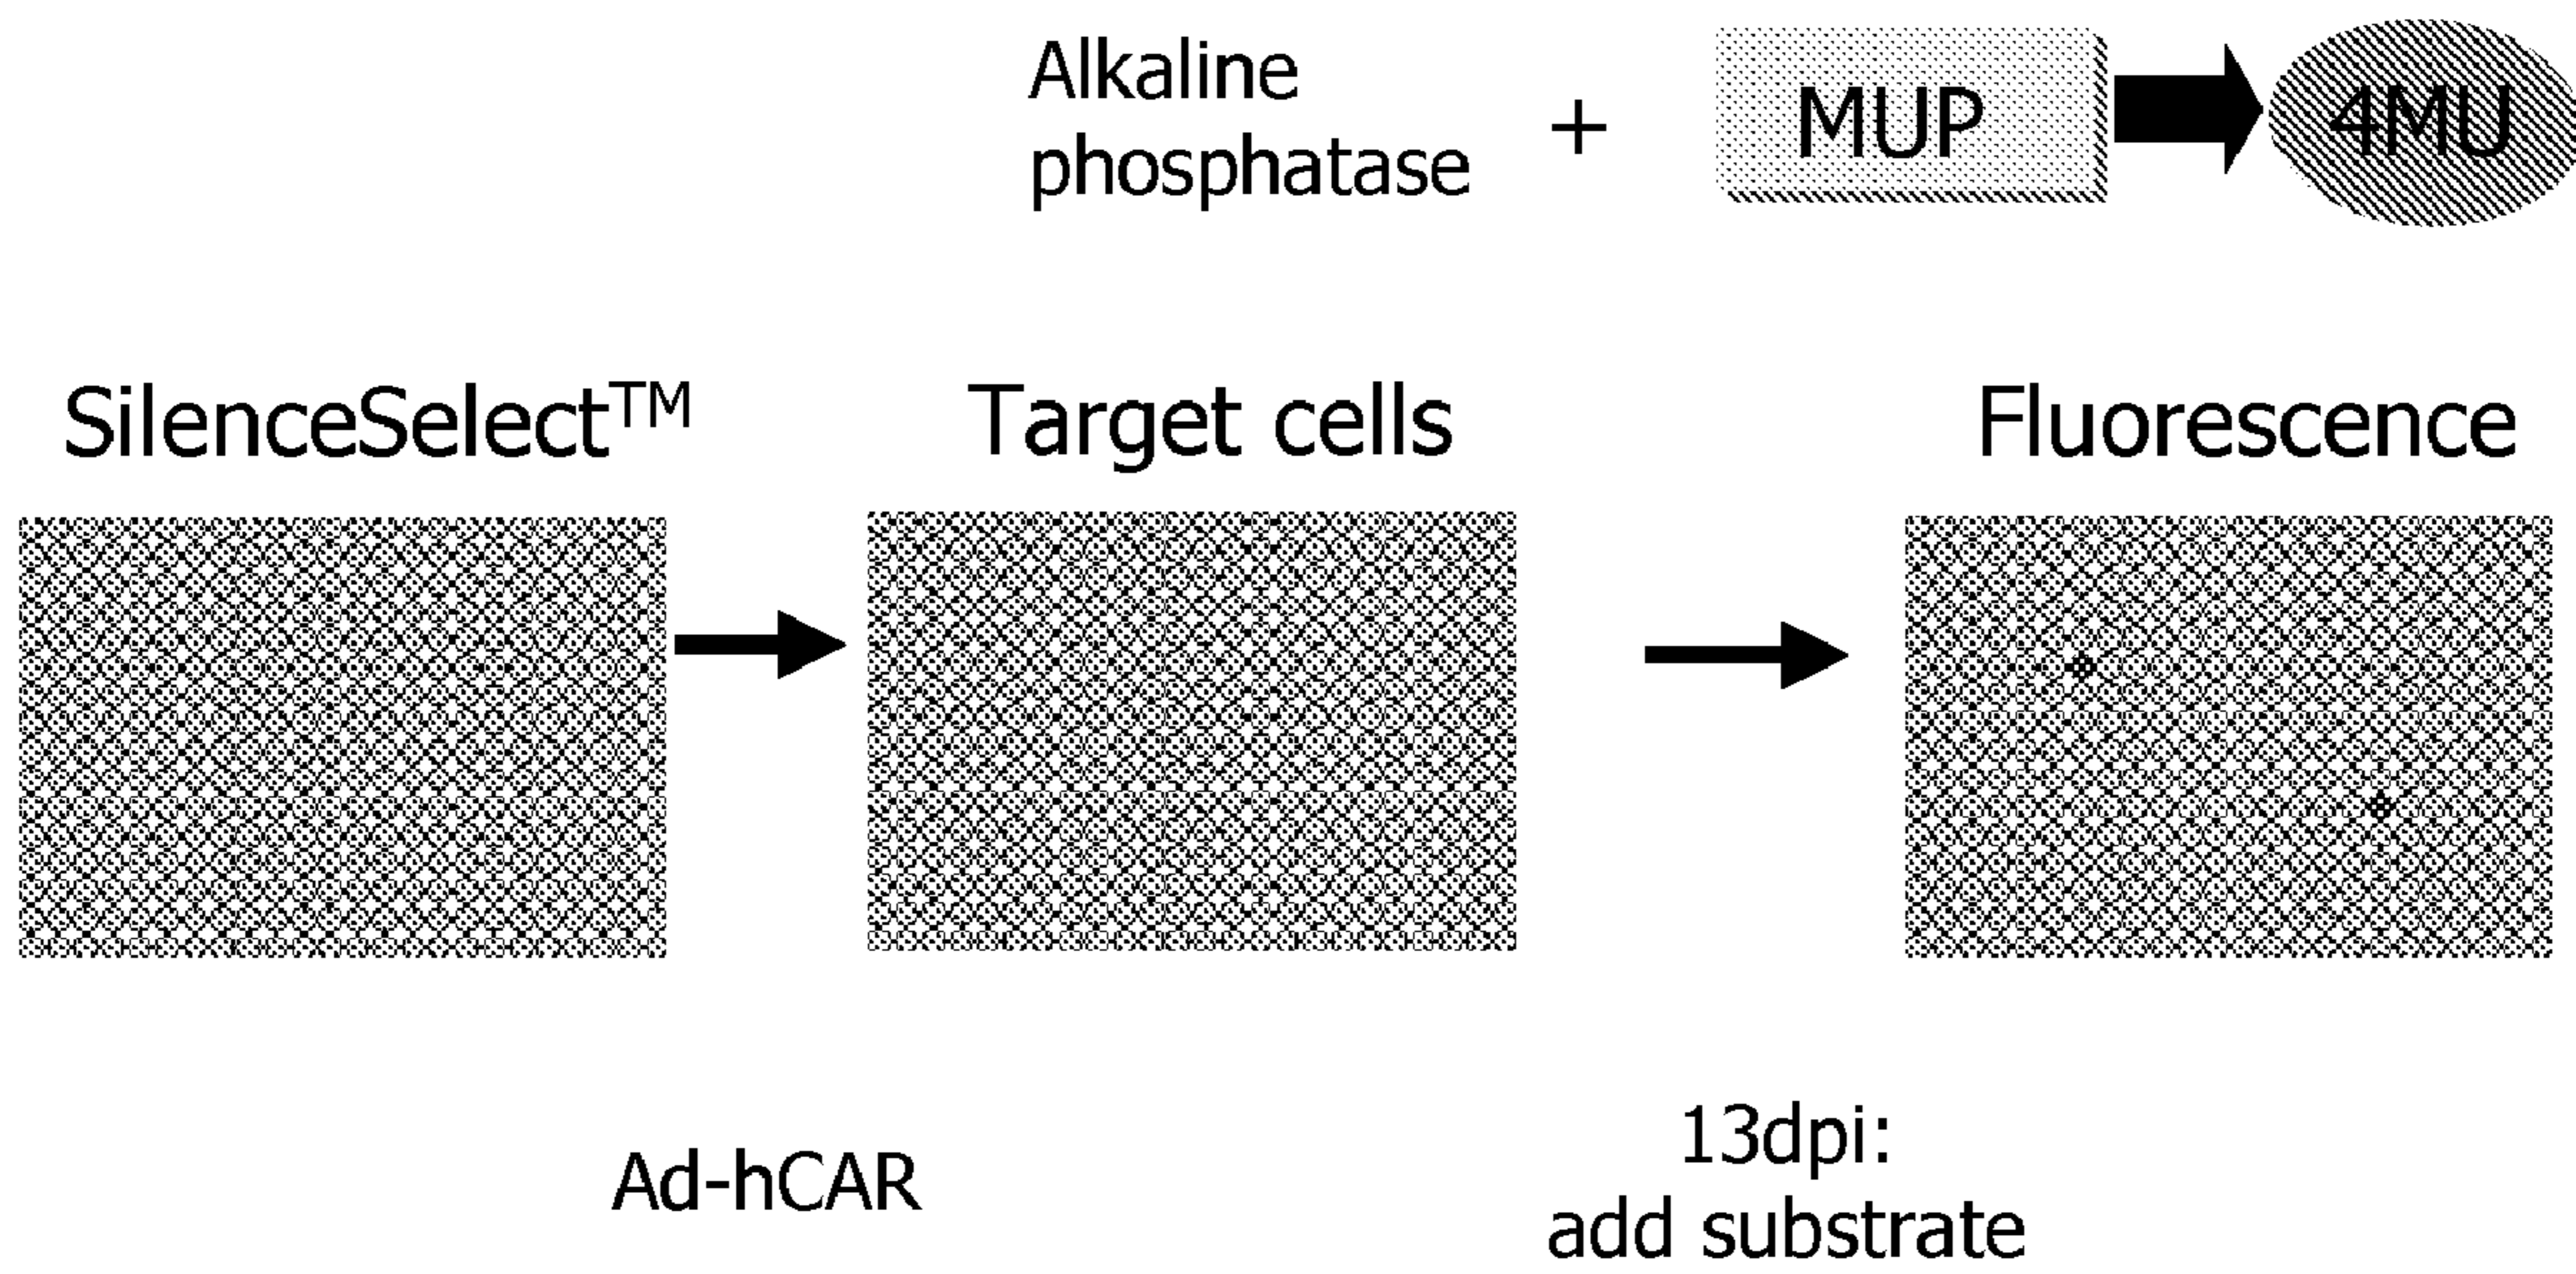 Alkaline
phosphatase
+
MUP
4MU
SilenceSelect™
Target cells
Fluorescence
Ad-hCAR
13dpi:
add substrate